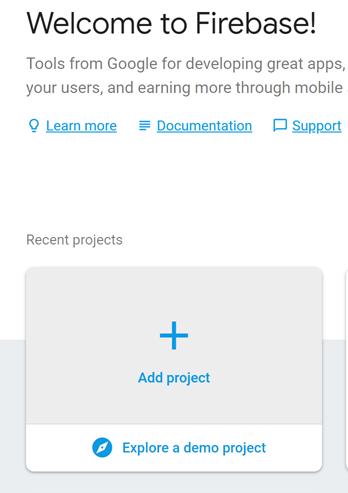 Welcome to Firebase!
Tools from Google for developing great apps,
your users, and earning more through mobile
Learn more Documentation Support
Recent projects
Add project
Explore a demo project